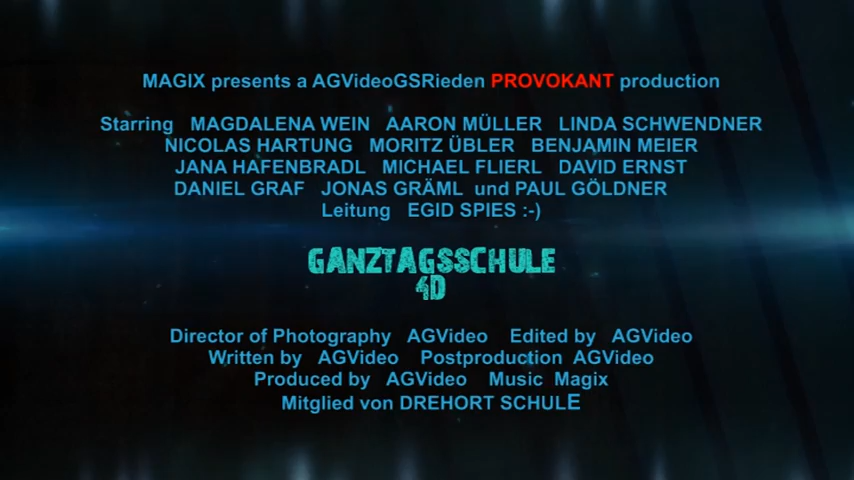 MAGIX presents a AGVideoGSRieden PROVOKANT production
Starring MAGDALENA WEIN AARON MÜLLER LINDA SCHWENDNER
NICOLAS HARTUNG MORITZ ÜBLER BENJAMIN MEIER
JANA HAFENBRADL MICHAEL FLIERL DAVID ERNST
DANIEL GRAF JONAS GRÄML und PAUL GÖLDNER
Leitung EGID SPIES :-)
GANZTAGSSCHULE
4D
Director of Photography AGVideo Edited by AGVideo
Written by AGVideo Postproduction AGVideo
Produced by AGVideo Music Magix
Mitglied von DREHORT SCHULE